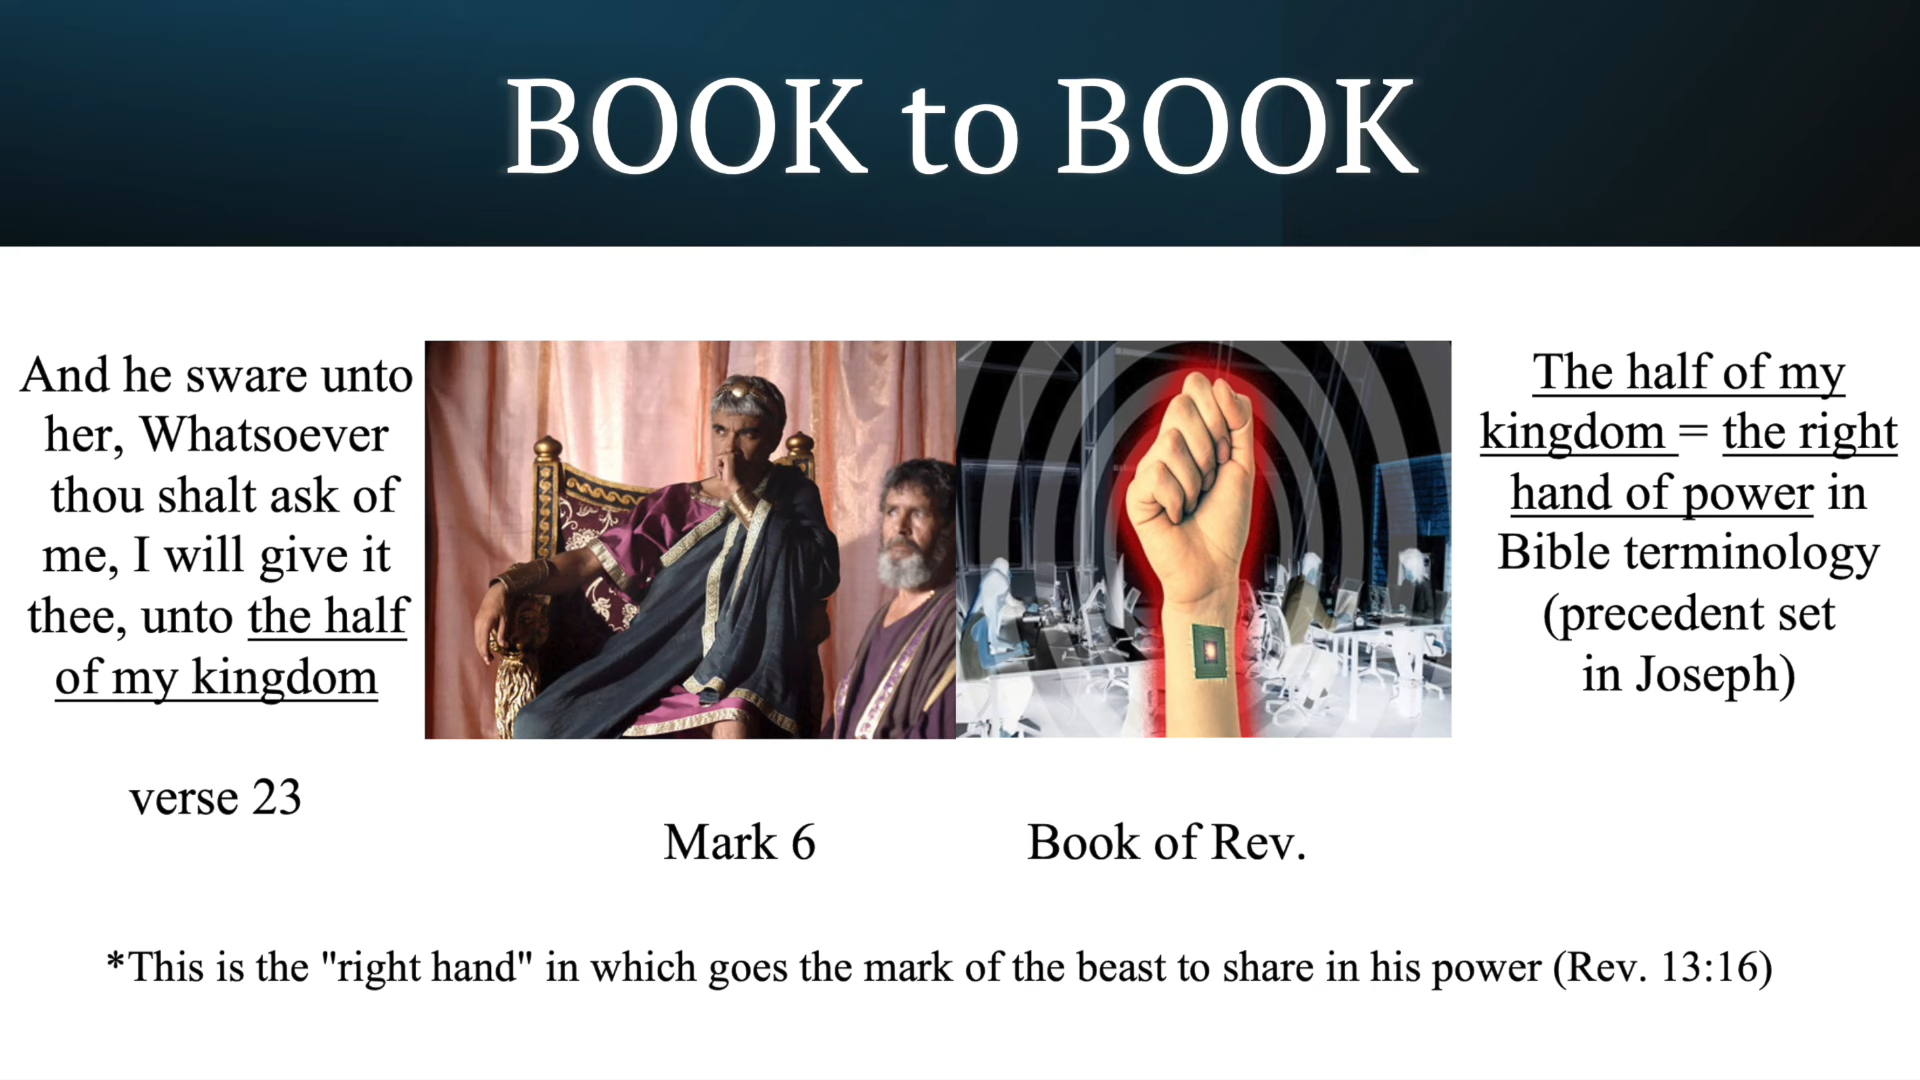 BOOK to BOOK
And he sware unto
her, Whatsoever
thou shalt ask of
me, I will give it
thee, unto the half
of my kingdom
verse 23
Mark 6
Book of Rev.
The half of my
kingdom = the right
hand of power in
Bible terminology
(precedent set
in Joseph)
*This is the "right hand" in which goes the mark of the beast to share in his power (Rev. 13:16)